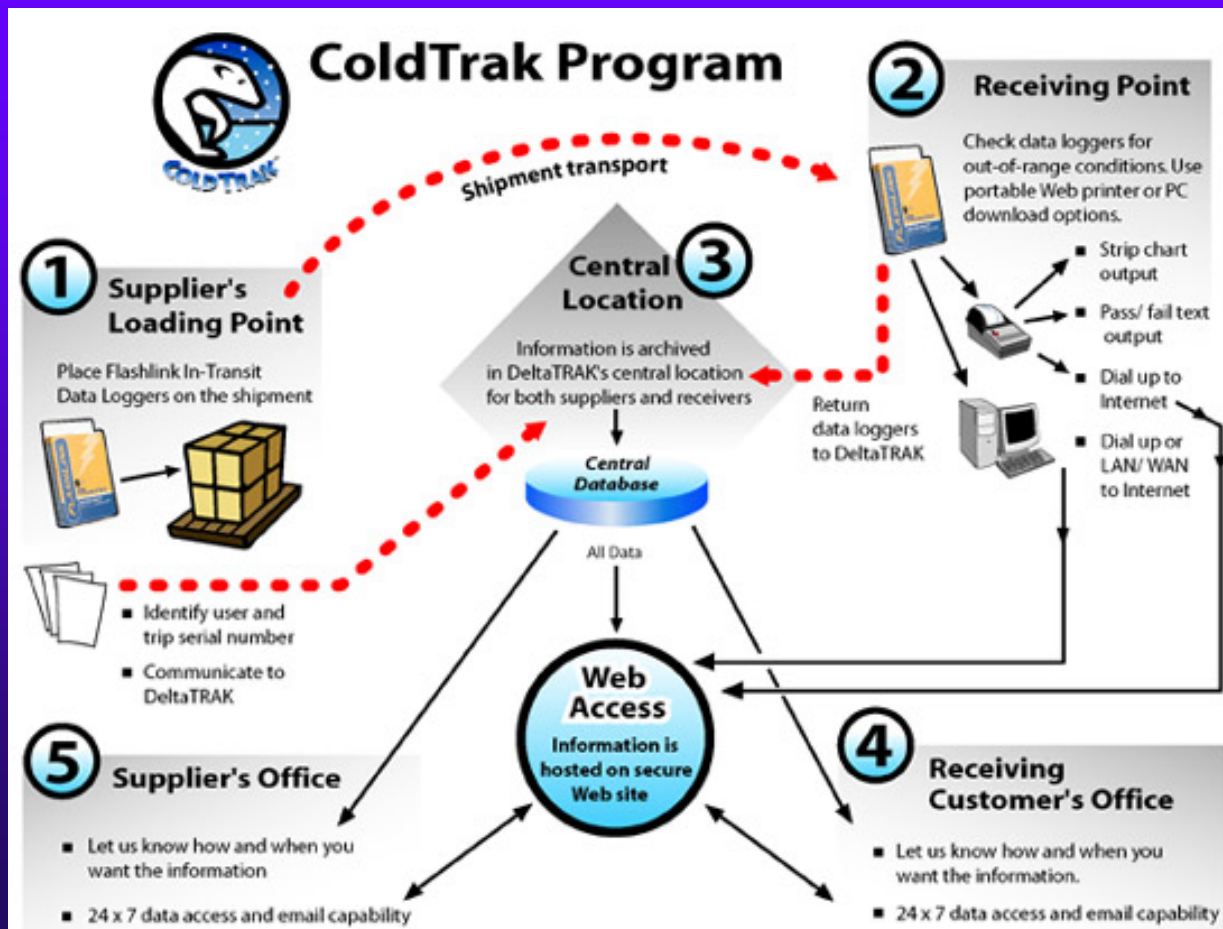 ColdTrak Program
COLDTRAK
Shipment transport
1
Supplier's
Loading Point
Place Flashlink In-Transit
Data Loggers on the shipment
Identify user and
trip serial number
Communicate to
DeltaTRAK
2
Receiving Point
Check data loggers for
out-of-range conditions. Use
portable Web printer or PC
download options.
Strip chart
output
Pass/ fail text
output
Dial up to
Internet
Dial up or
LAN/ WAN
to Internet
Return
data loggers
to DeltaTRAK
3
Central
Location
Information is archived
in DeltaTRAK's central location
for both suppliers and receivers
Central
Database
All Data
Web
Access
Information is
hosted on secure
Web site
4
Receiving
Customer's Office
Let us know how and when you
want the information.
24 x 7 data access and email capability
5
Supplier's Office
Let us know how and when you
want the information
24 x 7 data access and email capability